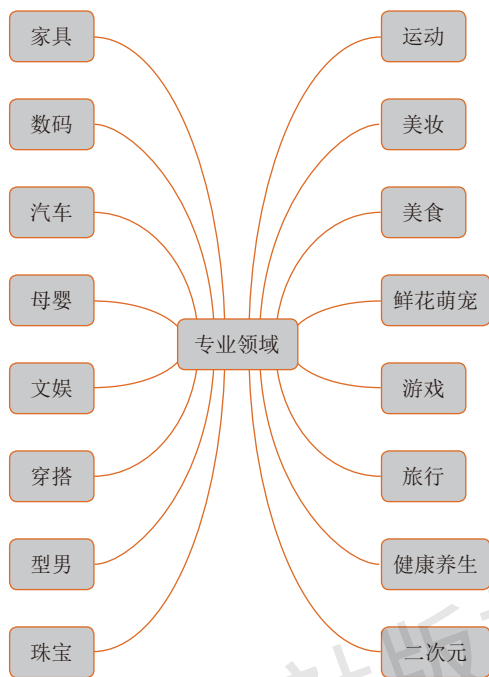 家具
数码
汽车
母婴
文娱
穿搭
型男
珠宝
专业领域
运动
美妆
美食
鲜花萌宠
游戏
旅行
健康养生
二次元